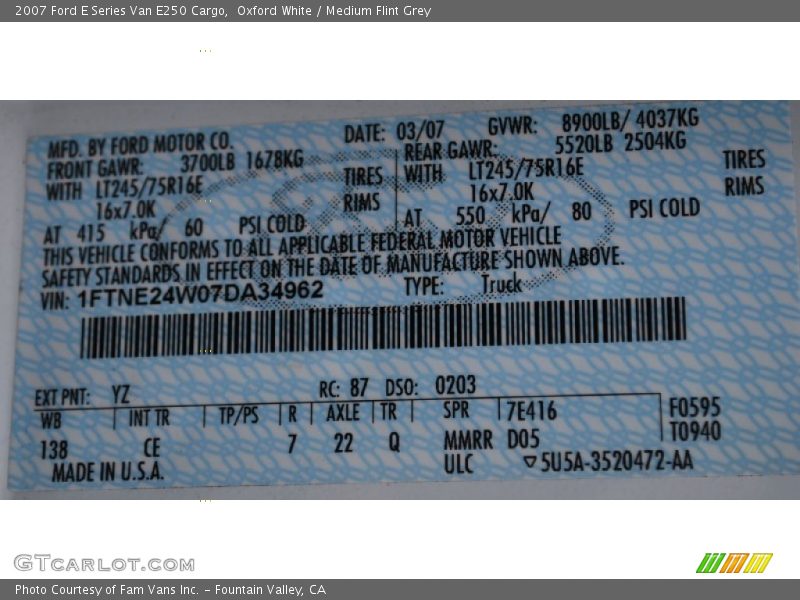 2007 Ford E Series Van E250 Cargo,  Oxford White / Medium Flint Grey
MFD. BY FORD MOTOR CO. DATE: 03/07 GVWR: 8900LB/ 4037KG
FRONT GAWR: 3700LB 1678KG REAR GAWR: 5520LB 2504KG
WITH LT245/75R16E TIRES WITH LT245/75R16E TIRES
16x7.0K RIMS 16x7.0K RIMS
AT 415 kPa/ 60 PSI COLD AT 550 kPa/ 80 PSI COLD
THIS VEHICLE CONFORMS TO ALL APPLICABLE FEDERAL MOTOR VEHICLE
SAFETY STANDARDS IN EFFECT ON THE DATE OF MANUFACTURE SHOWN ABOVE.
VIN: 1FTNE24W07DA34962 TYPE: Truck
EXT PNT: YZ RC: 87 DSO: 0203
WB INT TR TP/PS R AXLE TR SPR 7E416 F0595
138 CE 7 22 Q MMRR D05 T0940
MADE IN U.S.A. ULC ▽5U5A-3520472-AA
GTCARLOT.COM
Photo Courtesy of Fam Vans Inc. - Fountain Valley, CA